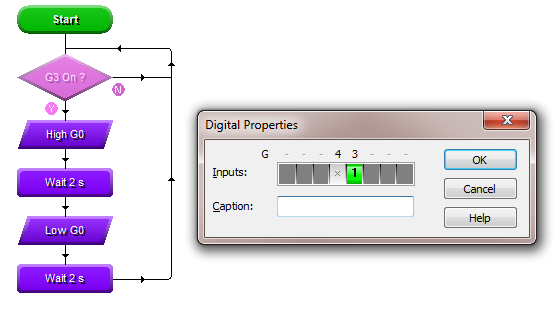 Start
G3 On ?
N
Y
High G0
Wait 2 s
Low G0
Wait 2 s
Digital Properties
G - - - 4 3 - - -
Inputs: × 1
Caption:
OK
Cancel
Help